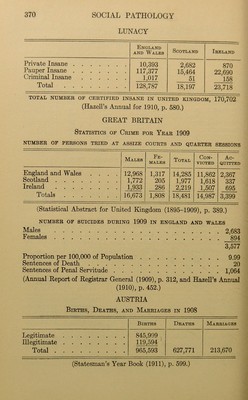 370 SOCIAL PATHOLOGY
LUNACY
England and Wales Scotland Ireland
Private Insane . . . . . . . 10,393 2,682 870
Pauper Insane . . . . . . . 117,377 15,464 22,690
Criminal Insane . . . . . . 1,017 51 158
Total . . . . . . . . . . 128,787 18,197 23,718
TOTAL NUMBER OF CERTIFIED INSANE IN UNITED KINGDOM, 170,702
(Hazell's Annual for 1910, p. 580.)
GREAT BRITAIN
Statistics of Crime for Year 1909
NUMBER OF PERSONS TRIED AT ASSIZE COURTS AND QUARTER SESSIONS
Males Fe-males Total Con-victed Ac-quitted
England and Wales . . . . 12,968 1,317 14,285 11,862 2,367
Scotland . . . . . . . . 1,772 205 1,977 1,618 337
Ireland . . . . . . . . . 1,933 286 2,219 1,507 695
Totals . . . . . . . . 16,673 1,808 18,481 14,987 3,399
(Statistical Abstract for United Kingdom (1895-1909), p. 389.)
NUMBER OF SUICIDES DURING 1909 IN ENGLAND AND WALES
Males . . . . . . . . . . 2,683
Females . . . . . . . . . . 894
3,577
Proportion per 100,000 of Population . . . . . . . . 9.99
Sentences of Death . . . . . . . . . . 20
Sentences of Penal Servitude . . . . . . . . . . 1,064
(Annual Report of Registrar General (1909), p. 312, and Hazell's Annual
(1910), p. 452.)
AUSTRIA
Births, Deaths, and Marriages in 1908
Births Deaths Marriages
Legitimate . . . . . . . 845,999
Illegitimate . . . . . . . 119,594
Total . . . . . . . . 965,593 627,771 213,670
(Statesman's Year Book (1911), p. 599.)